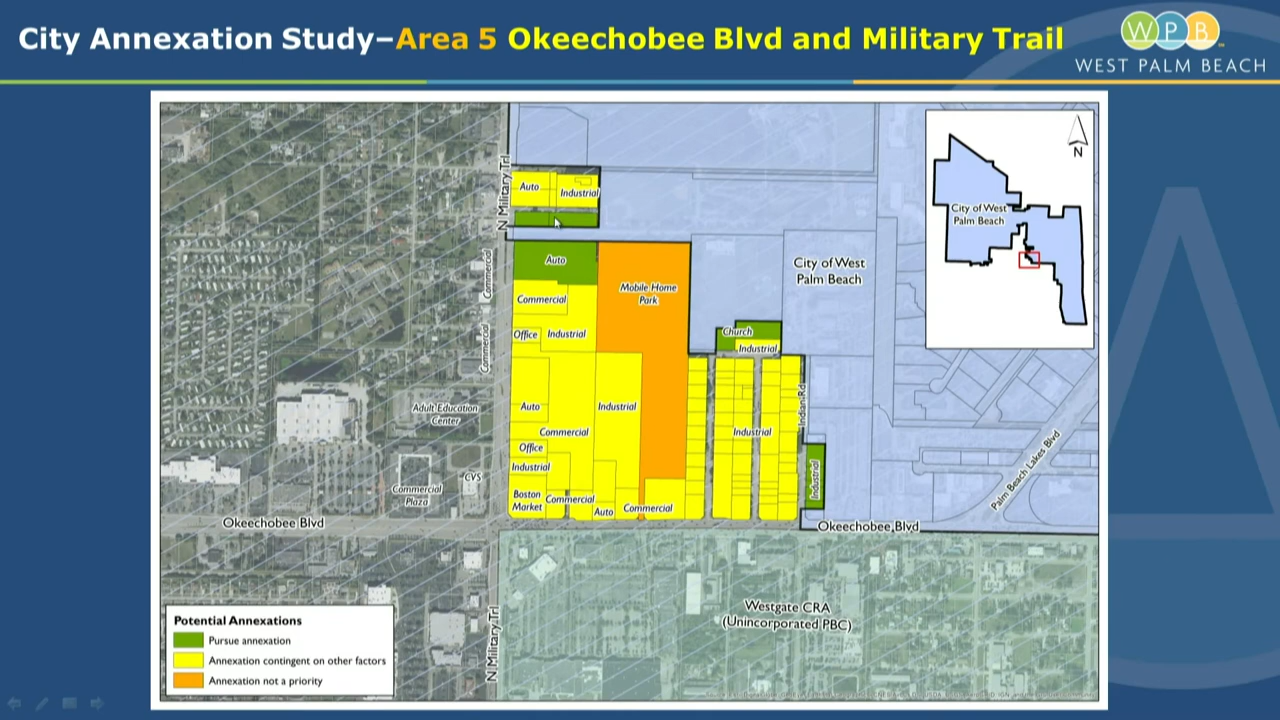 City Annexation Study–Area 5 Okeechobee Blvd and Military Trail
WPB
WEST PALM BEACH
N Military Trl
Auto
Industrial
Commercial
Auto
Mobile Home
Park
City of West
Palm Beach
N
City of West
Palm Beach
Commercial
Commercial
Office
Industrial
Church
Industrial
Adult Education
Center
Auto
Industrial
Commercial
Industrial
Indian Rd
Office
Industrial
CVS
Commercial
Plaza
Boston
Market
Commercial
Auto
Commercial
Industrial
Palm Beach Lakes Blvd
Okeechobee Blvd
Okeechobee Blvd
Westgate CRA
(Unincorporated PBC)
N Military Trl
Potential Annexations
Pursue annexation
Annexation contingent on other factors
Annexation not a priority